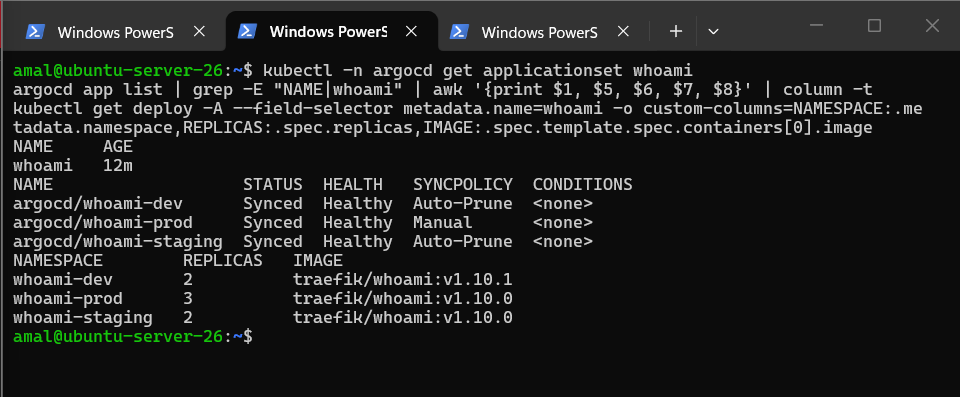 Windows PowerS
Windows PowerS
Windows PowerS
amal@ubuntu-server-26:~$ kubectl -n argocd get applicationset whoami
argocd app list | grep -E "NAME|whoami" | awk '{print $1, $5, $6, $7, $8}' | column -t
kubectl get deploy -A --field-selector metadata.name=whoami -o custom-columns=NAMESPACE:.me
tadata.namespace,REPLICAS:.spec.replicas,IMAGE:.spec.template.spec.containers[0].image
NAME     AGE
whoami   12m
NAME                   STATUS  HEALTH   SYNCPOLICY  CONDITIONS
argocd/whoami-dev      Synced  Healthy  Auto-Prune  <none>
argocd/whoami-prod     Synced  Healthy  Manual      <none>
argocd/whoami-staging  Synced  Healthy  Auto-Prune  <none>
NAMESPACE        REPLICAS   IMAGE
whoami-dev       2          traefik/whoami:v1.10.1
whoami-prod      3          traefik/whoami:v1.10.0
whoami-staging   2          traefik/whoami:v1.10.0
amal@ubuntu-server-26:~$